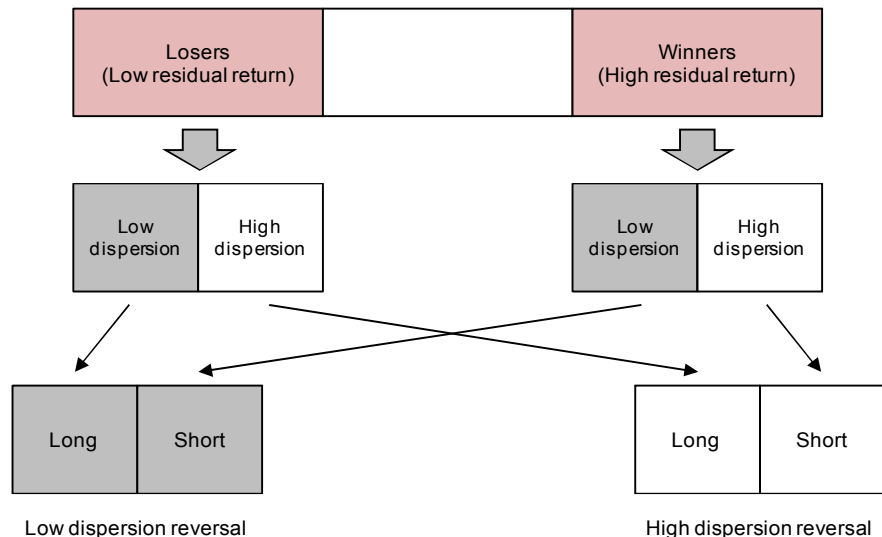 Losers
(Low residual return)
Winners
(High residual return)
Low
dispersion
High
dispersion
Low
dispersion
High
dispersion
Long
Short
Long
Short
Low dispersion reversal
High dispersion reversal